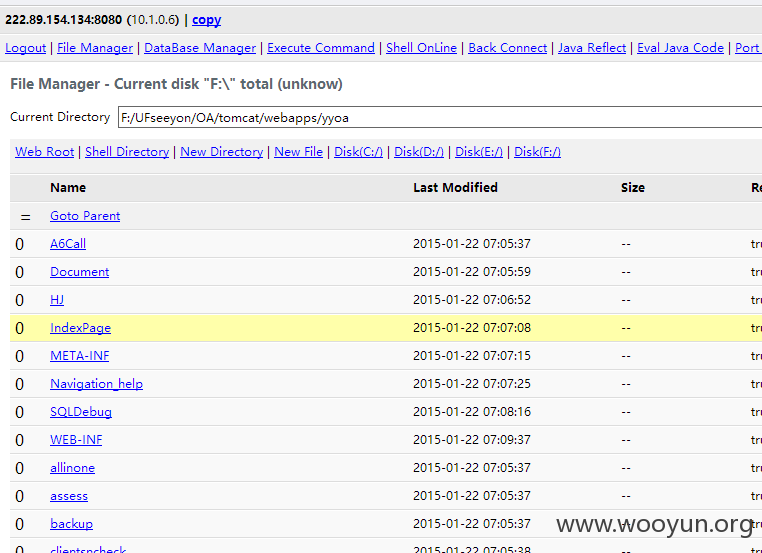 222.89.154.134:8080 (10.1.0.6) | copy
Logout | File Manager | DataBase Manager | Execute Command | Shell OnLine | Back Connect | Java Reflect | Eval Java Code | Port
File Manager - Current disk "F:\" total (unknow)
Current Directory F:/UFseeyon/OA/tomcat/webapps/yyoa
Web Root | Shell Directory | New Directory | New File | Disk(C:/) | Disk(D:/) | Disk(E:/) | Disk(F:/)
Name Last Modified Size
= Goto Parent
0 A6Call 2015-01-22 07:05:37 -- tru
0 Document 2015-01-22 07:05:59 -- tru
0 HJ 2015-01-22 07:06:52 -- tru
0 IndexPage 2015-01-22 07:07:08 -- tru
0 META-INF 2015-01-22 07:07:15 -- tru
0 Navigation_help 2015-01-22 07:07:25 -- tru
0 SQLDebug 2015-01-22 07:08:16 -- tru
0 WEB-INF 2015-01-22 07:09:37 -- tru
0 allinone 2015-01-22 07:05:37 -- tru
0 assess 2015-01-22 07:05:37 -- tru
0 backup 2015-01-22 07:05:37 -- tru
www.wooyun.org
clientsncheck 2015-01-22 07:05:38 --